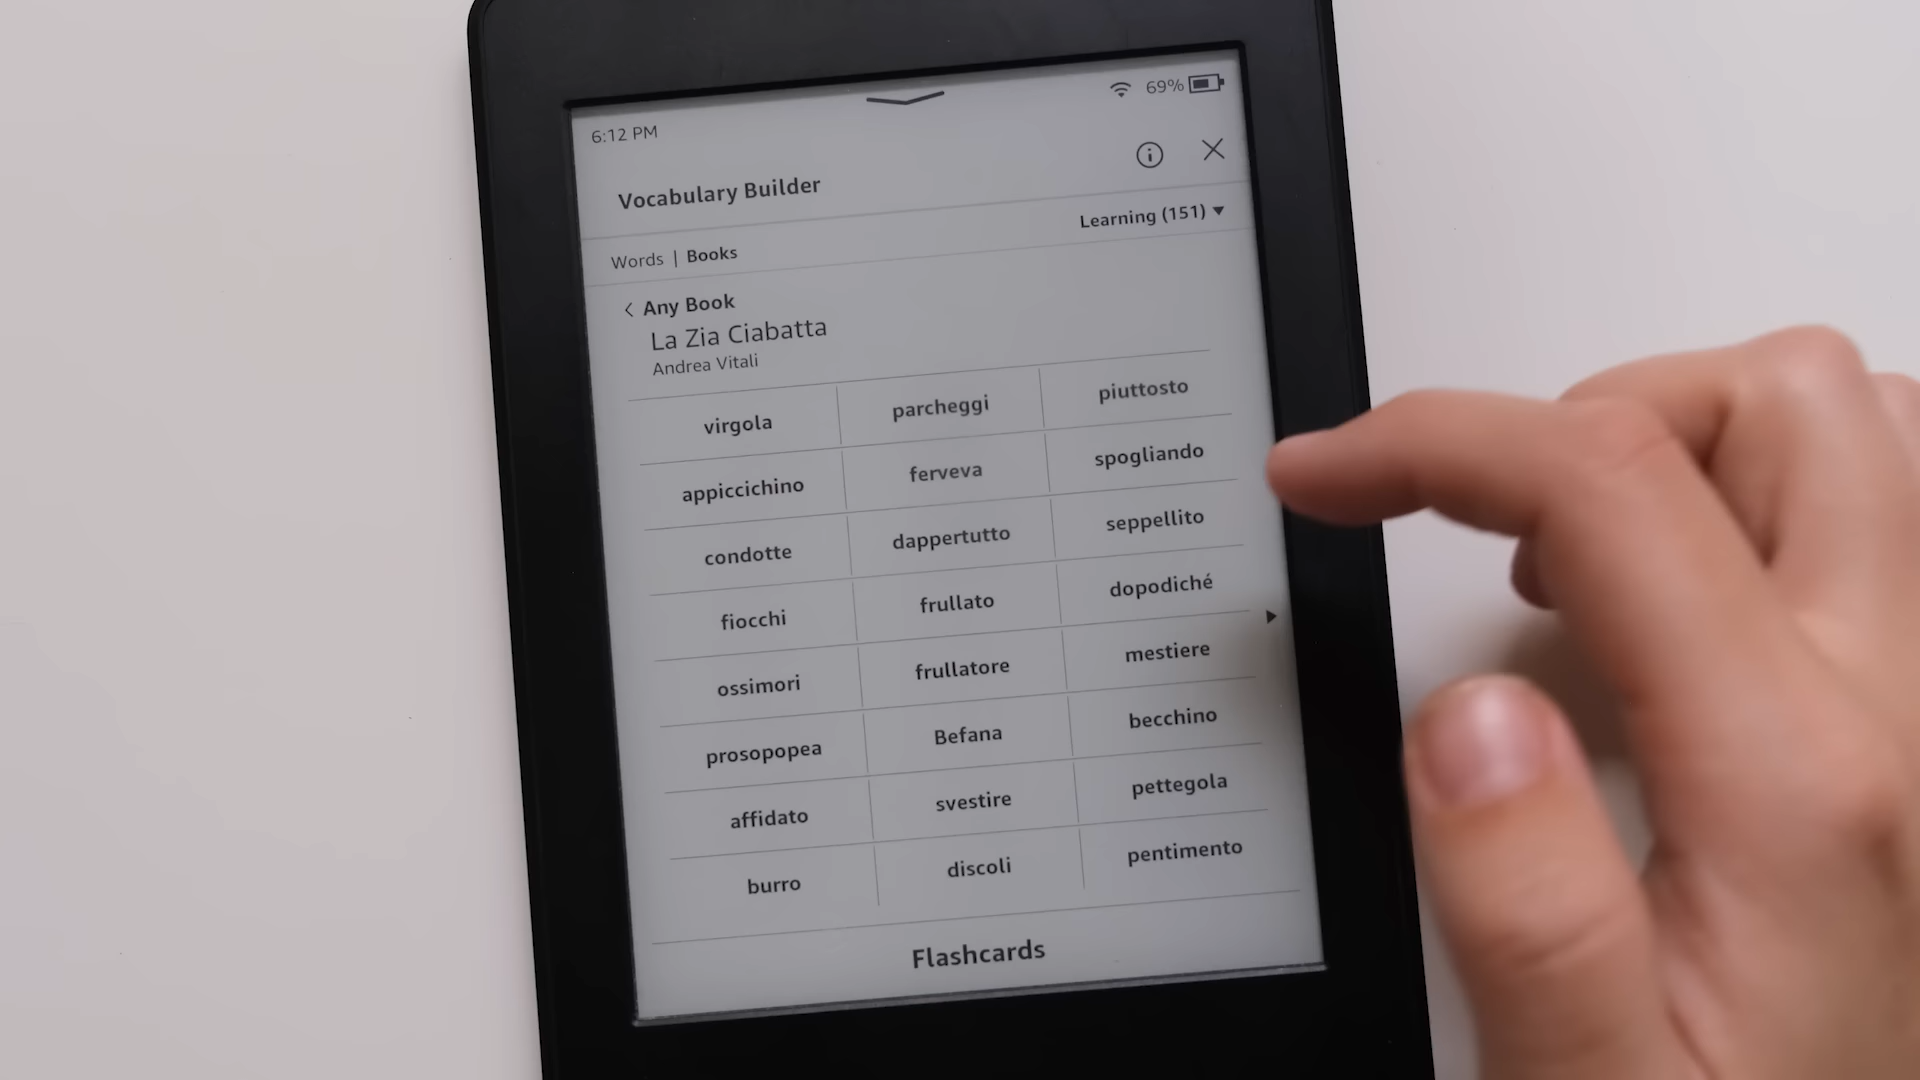 6:12 PM 69%
Vocabulary Builder
Learning (151)
Words | Books
Any Book
La Zia Ciabatta
Andrea Vitali
virgola parcheggi piuttosto
appiccichino ferveva spogliando
condotte dappertutto seppellito
fiocchi frullato dopodiché
ossimori frullatore mestiere
prosopopea Befana becchino
affidato svestire pettegola
burro discoli pentimento
Flashcards